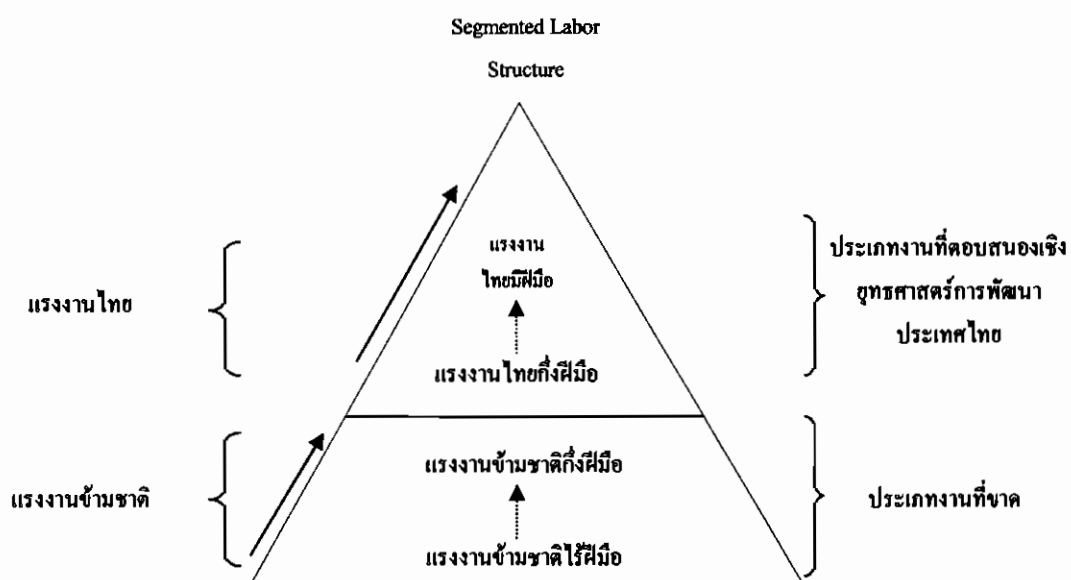 Segmented Labor
Structure
แรงงาน
ไทยมีฝีมือ
แรงงานไทย
แรงงานไทยกึ่งฝีมือ
ประเภทงานที่ตอบสนองเชิง
ยุทธศาสตร์การพัฒนา
ประเทศไทย
แรงงานข้ามชาติกึ่งฝีมือ
แรงงานข้ามชาติ
แรงงานข้ามชาติไร้ฝีมือ
ประเภทงานที่ขาด